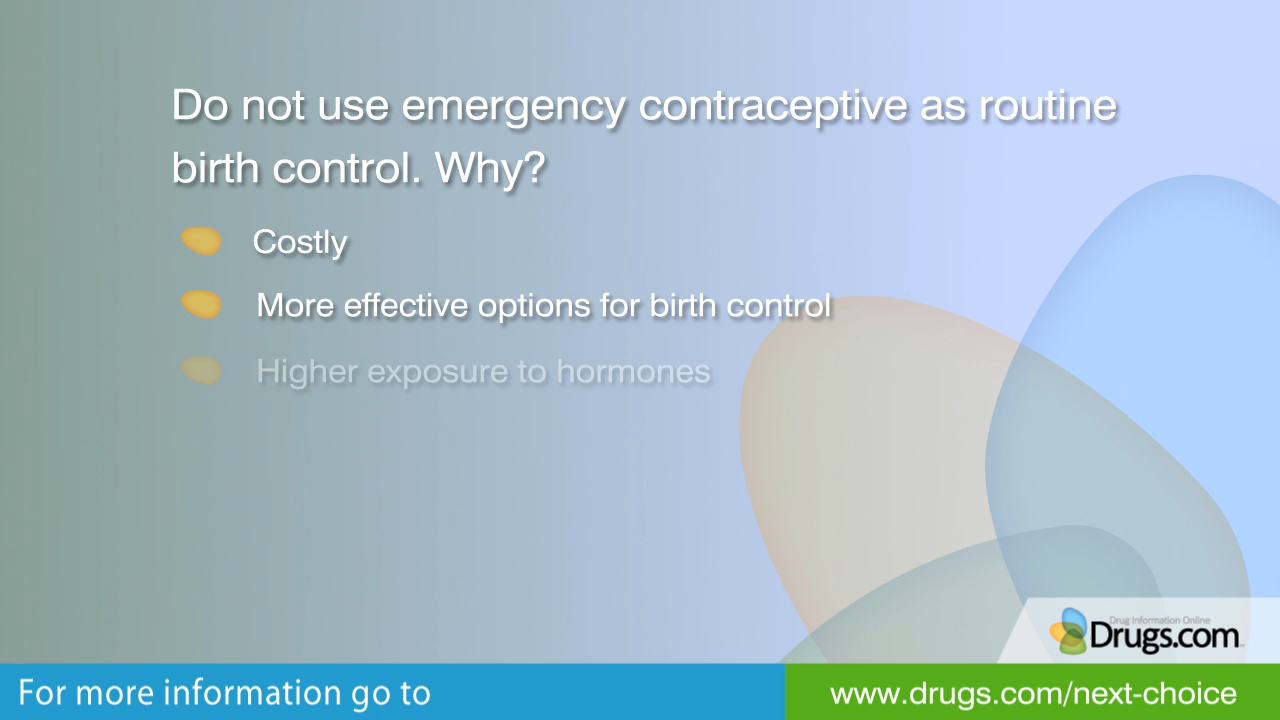 Do not use emergency contraceptive as routine
birth control. Why?
Costly
More effective options for birth control
Higher exposure to hormones
Drug Information Online
Drugs.com
For more information go to
www.drugs.com/next-choice